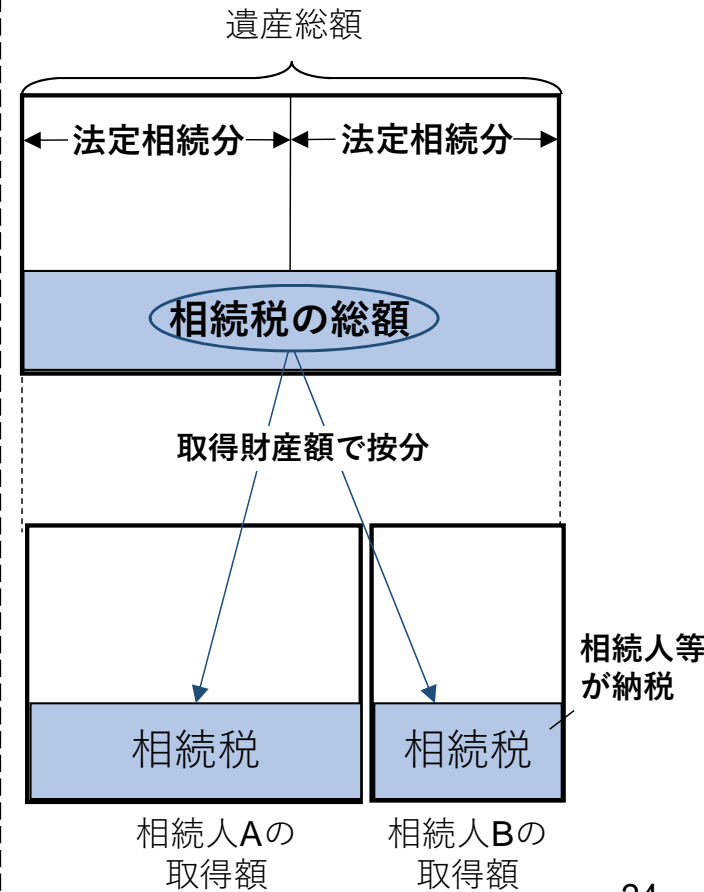 遺産総額
法定相続分 法定相続分
相続税の総額
取得財産額で按分
相続人等
が納税
相続税 相続税
相続人Aの 相続人Bの
取得額 取得額